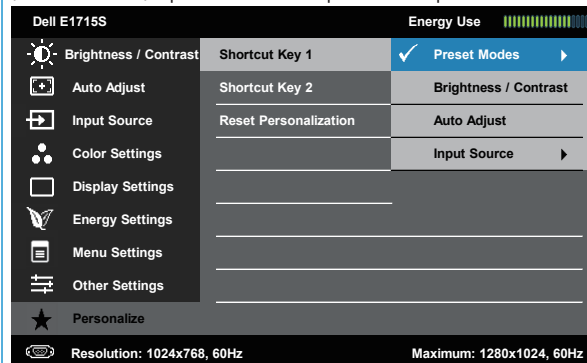 Dell E1715S Energy Use
Brightness / Contrast Shortcut Key 1 Preset Modes
Auto Adjust Shortcut Key 2 Brightness / Contrast
Input Source Reset Personalization Auto Adjust
Color Settings Input Source
Display Settings
Energy Settings
Menu Settings
Other Settings
Personalize
Resolution: 1024x768, 60Hz Maximum: 1280x1024, 60Hz